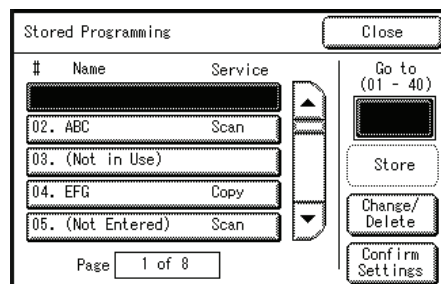 Stored Programming
Close
# Name Service
Go to
(01 - 40)
02. ABC Scan
03. (Not in Use)
Store
04. EFG Copy
Change/
Delete
05. (Not Entered) Scan
Page 1 of 8
Confirm
Settings